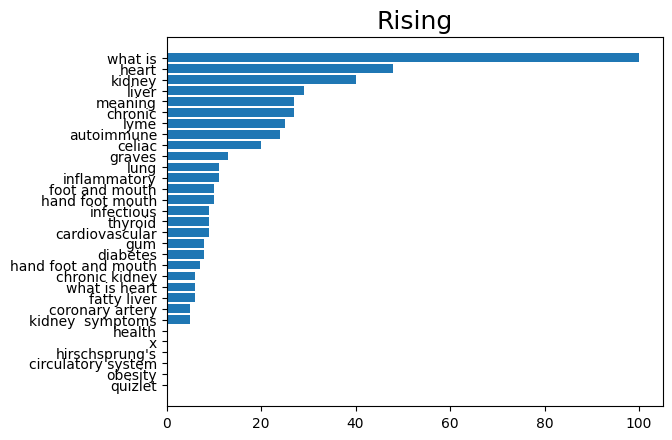 Rising
what is
heart
kidney
liver
meaning
chronic
lyme
autoimmune
celiac
graves
lung
inflammatory
foot and mouth
hand foot mouth
infectious
thyroid
cardiovascular
gum
diabetes
hand foot and mouth
chronic kidney
what is heart
fatty liver
coronary artery
kidney  symptoms
health
x
hirschsprung's
circulatory system
obesity
quizlet
0 20 40 60 80 100